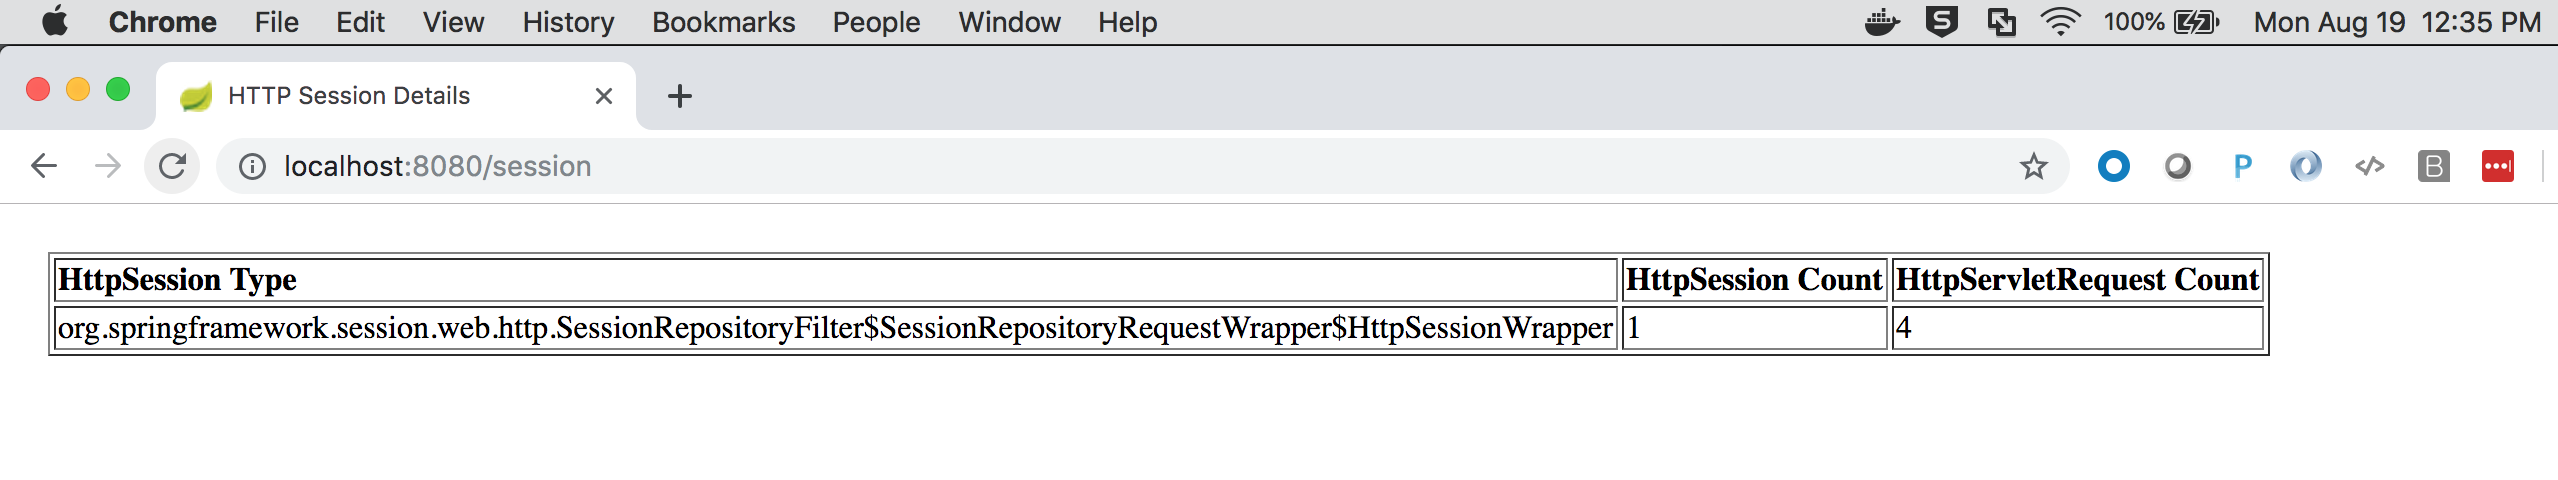 Chrome File Edit View History Bookmarks People Window Help 100% Mon Aug 19 12:35 PM
HTTP Session Details
localhost:8080/session
HttpSession Type HttpSession Count HttpServletRequest Count
org.springframework.session.web.http.SessionRepositoryFilter$SessionRepositoryRequestWrapper$HttpSessionWrapper 1 4